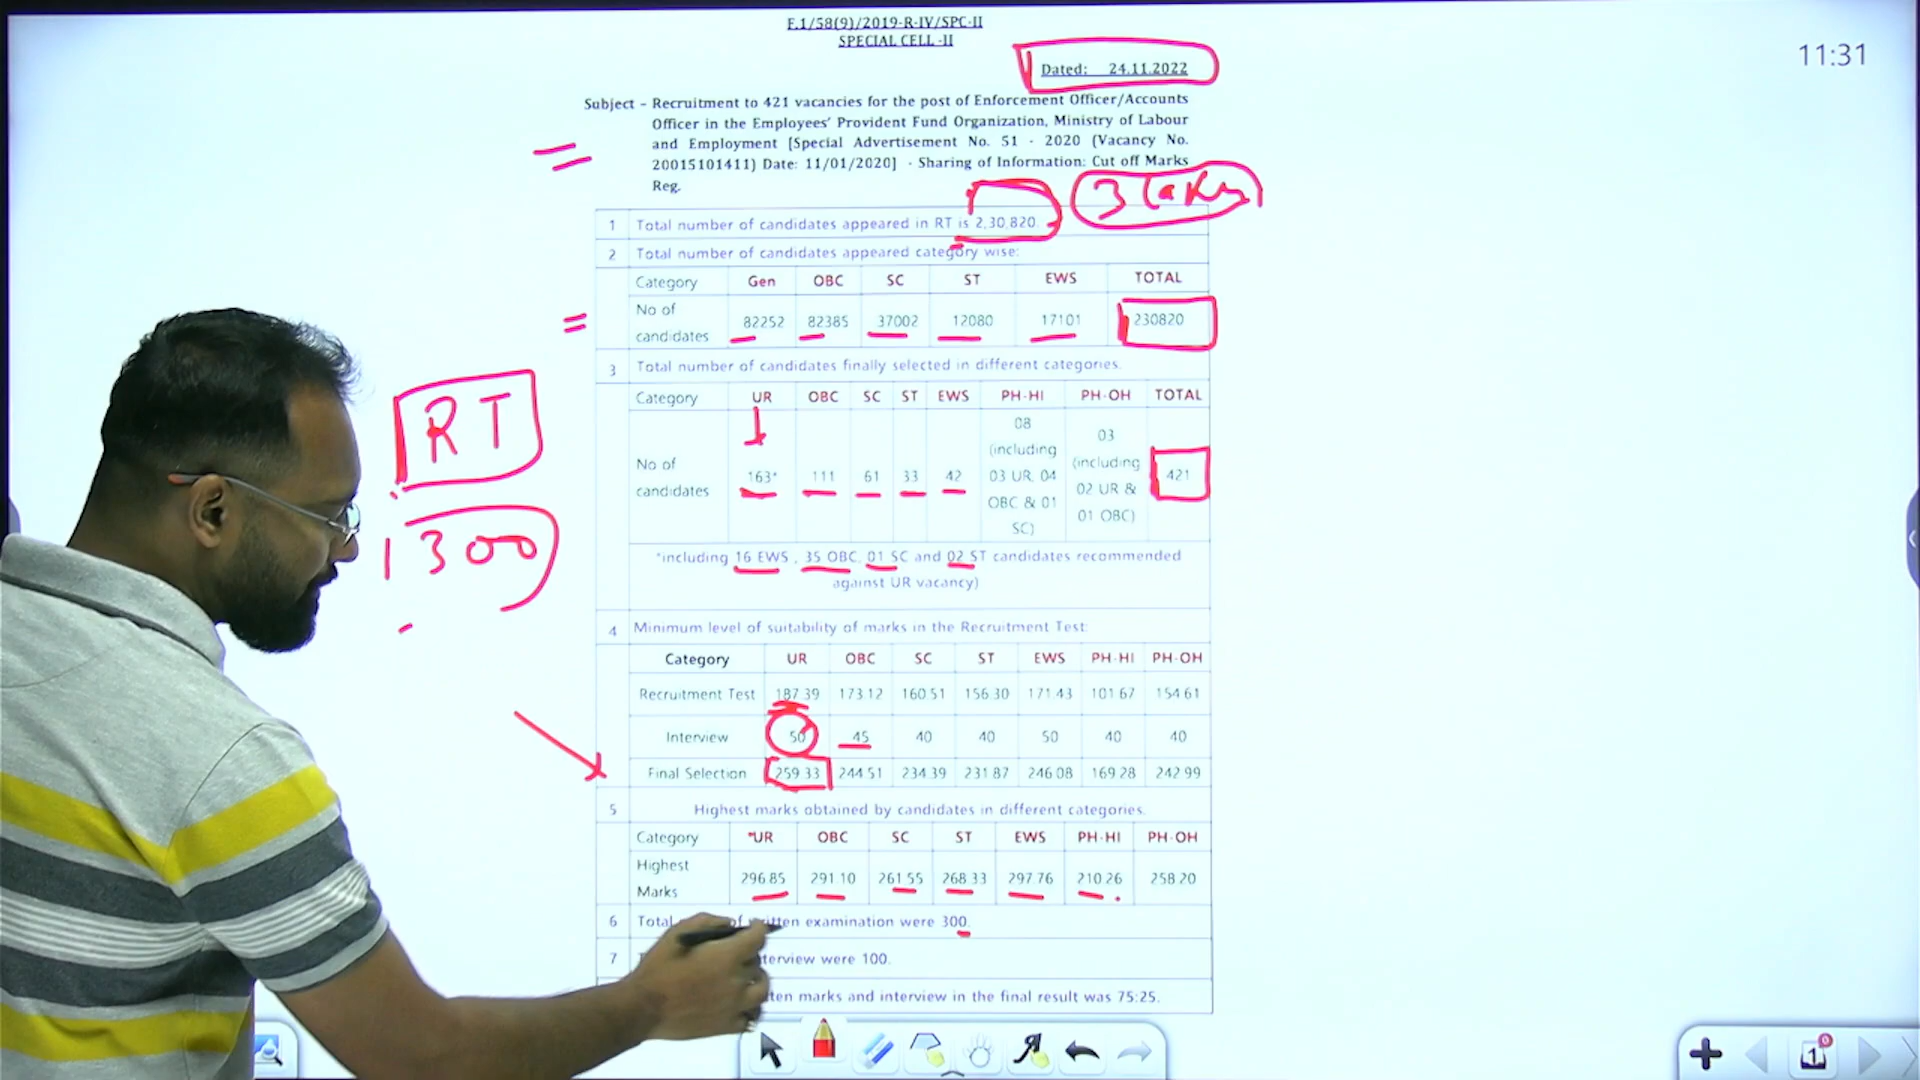 F.1/58(9)/2019-R-IV/SPC-II
SPECIAL CELL -II
11:31
Dated: 24.11.2022
Subject - Recruitment to 421 vacancies for the post of Enforcement Officer/Accounts
Officer in the Employees' Provident Fund Organization, Ministry of Labour
and Employment [Special Advertisement No. 51 - 2020 (Vacancy No.
20015101411) Date: 11/01/2020] - Sharing of Information: Cut off Marks
Reg.
3 Lakhs
1 Total number of candidates appeared in RT is 2,30,820.
2 Total number of candidates appeared category wise:
Category Gen OBC SC ST EWS TOTAL
No of candidates 82252 82385 37002 12080 17101 230820
3 Total number of candidates finally selected in different categories.
Category UR OBC SC ST EWS PH-HI PH-OH TOTAL
No of candidates 163* 111 61 33 42 08 (including 03 UR, 04 OBC & 01 SC) 03 (including 02 UR & 01 OBC) 421
*including 16 EWS , 35 OBC, 01 SC and 02 ST candidates recommended
against UR vacancy)
RT
1300
4 Minimum level of suitability of marks in the Recruitment Test:
Category UR OBC SC ST EWS PH-HI PH-OH
Recruitment Test 187.39 173.12 160.51 156.30 171.43 101.67 154.61
Interview 50 45 40 40 50 40 40
Final Selection 259.33 244.51 234.39 231.87 246.08 169.28 242.99
5 Highest marks obtained by candidates in different categories.
Category *UR OBC SC ST EWS PH-HI PH-OH
Highest Marks 296.85 291.10 261.55 268.33 297.76 210.26 258.20
6 Total of written examination were 300.
7 terview were 100.
ten marks and interview in the final result was 75:25.
1
0